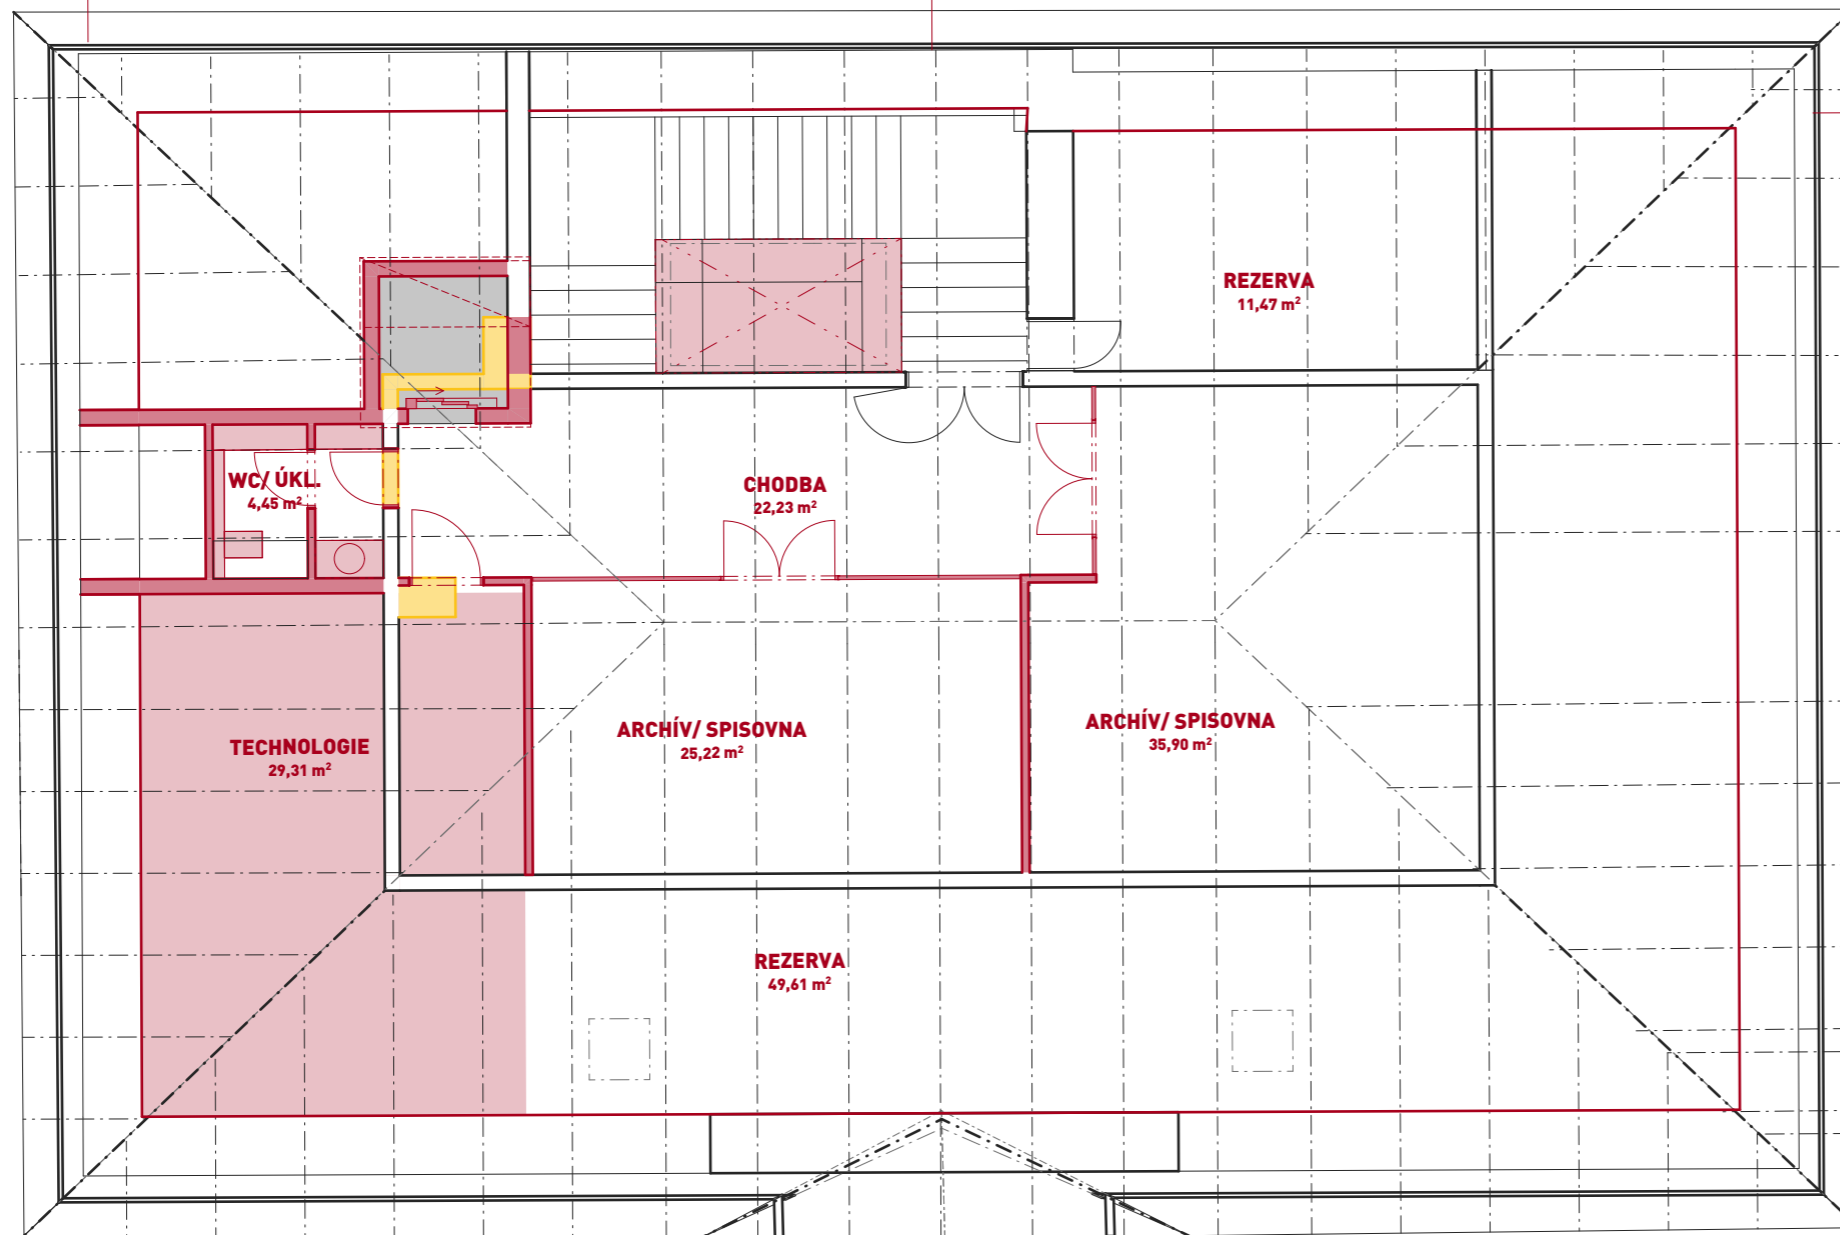 REZERVA
11,47 m²
WC/ ÚKL.
4,45 m²
CHODBA
22,23 m²
TECHNOLOGIE
29,31 m²
ARCHÍV/ SPISOVNA
25,22 m²
ARCHÍV/ SPISOVNA
35,90 m²
REZERVA
49,61 m²